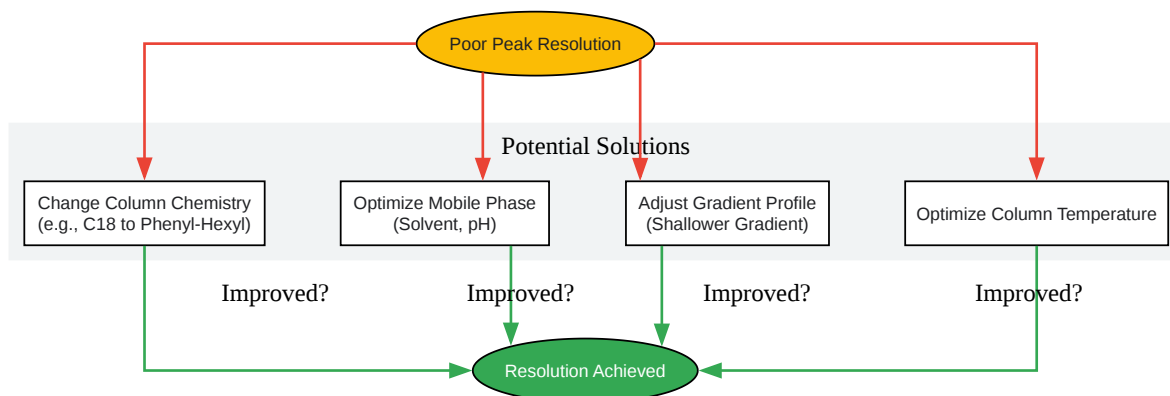 Poor Peak Resolution
Potential Solutions
Change Column Chemistry
(e.g., C18 to Phenyl-Hexyl)
Optimize Mobile Phase
(Solvent, pH)
Adjust Gradient Profile
(Shallower Gradient)
Optimize Column Temperature
Improved?
Improved?
Improved?
Improved?
Resolution Achieved